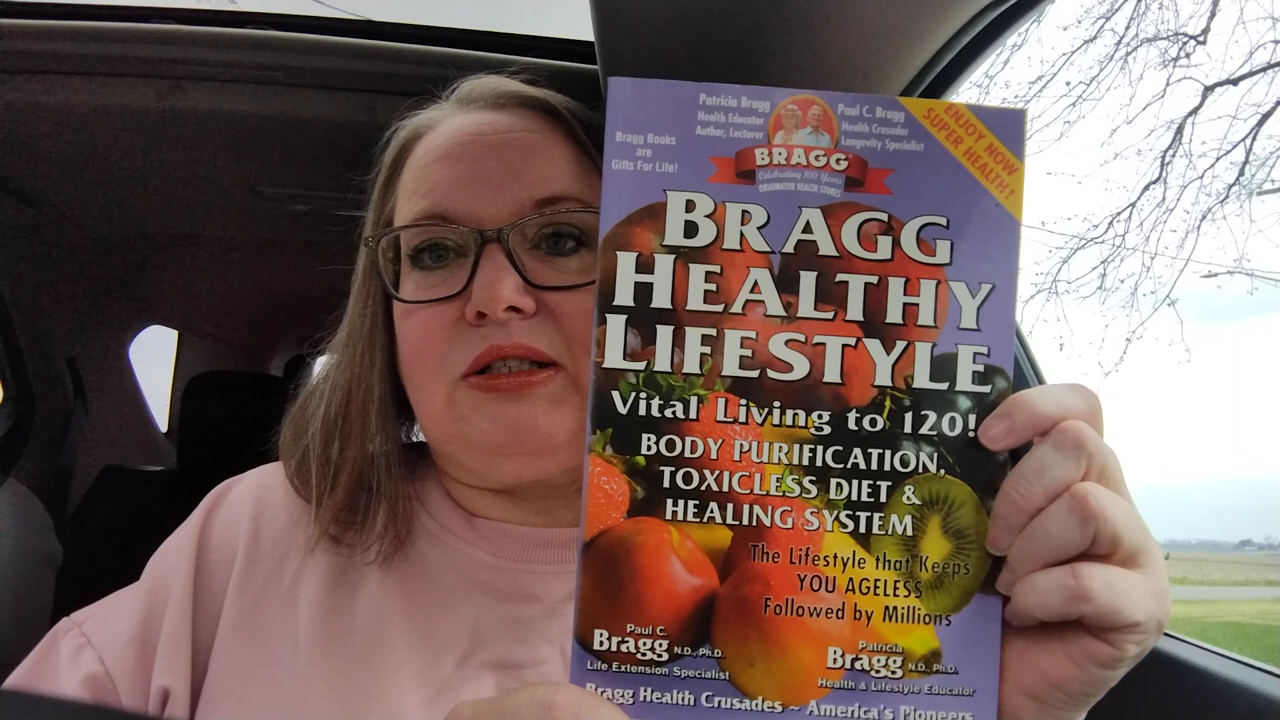 Patricia Bragg
Health Educator
Author, Lecturer
Paul C. Bragg
Health Crusader
Longevity Specialist
ENJOY NOW
SUPER HEALTH!
Bragg Books
are
Gifts For Life!
BRAGG
Celebrating 100 Years
ORIGINATOR HEALTH STORES
BRAGG
HEALTHY
LIFESTYLE
Vital Living to 120!
BODY PURIFICATION,
TOXICLESS DIET &
HEALING SYSTEM
The Lifestyle that Keeps
YOU AGELESS
Followed by Millions
Paul C.
Bragg N.D., Ph.D.
Life Extension Specialist
Patricia
Bragg N.D., Ph.D.
Health & Lifestyle Educator
Bragg Health Crusades ~ America's Pioneers